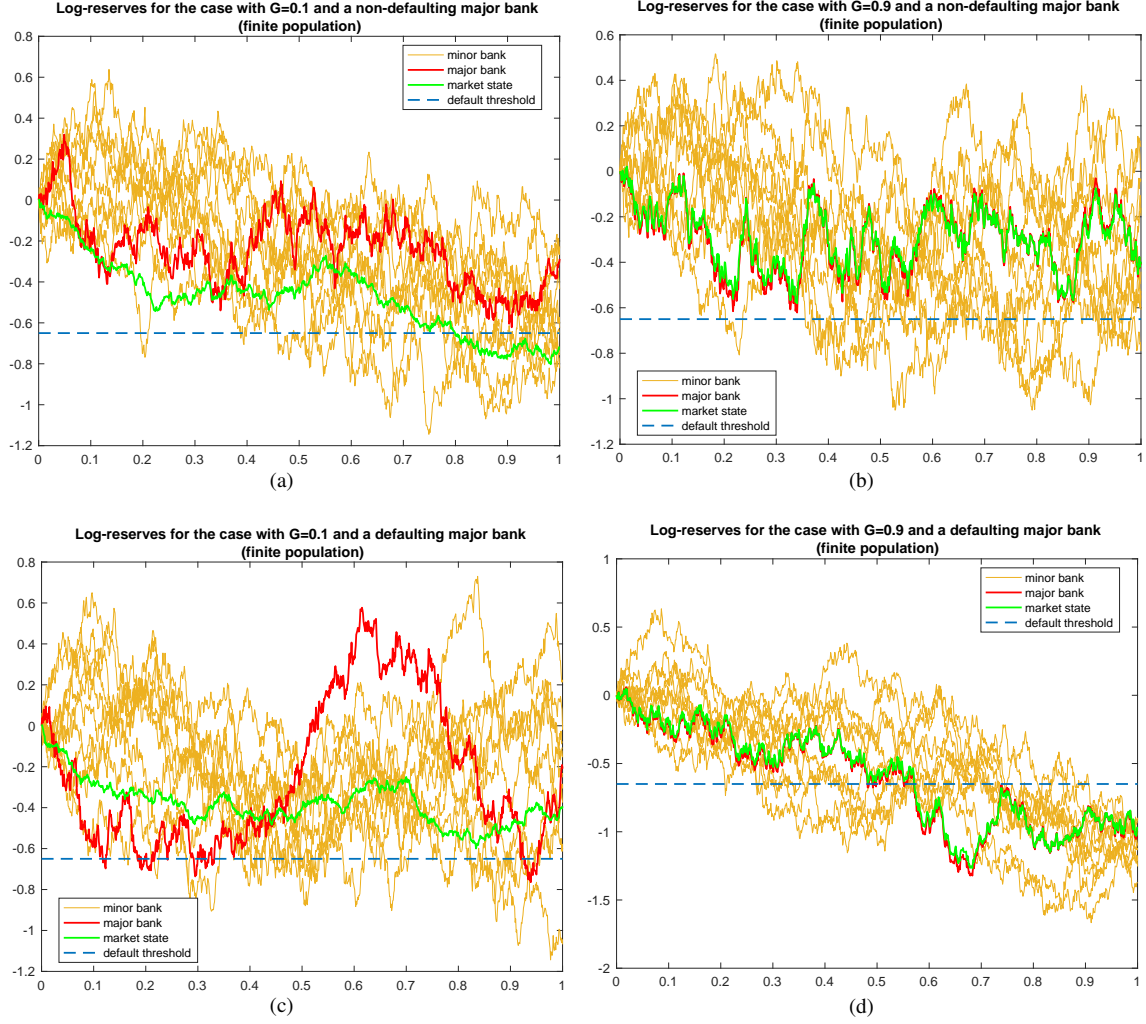 Log-reserves for the case with G=0.1 and a non-defaulting major bank
(finite population)
0.8
0.6
0.4
0.2
0
-0.2
-0.4
-0.6
-0.8
-1
-1.2
minor bank
major bank
market state
default threshold
0 0.1 0.2 0.3 0.4 0.5 0.6 0.7 0.8 0.9 1
(a)
Log-reserves for the case with G=0.9 and a non-defaulting major bank
(finite population)
0.6
0.4
0.2
0
-0.2
-0.4
-0.6
-0.8
-1
-1.2
minor bank
major bank
market state
default threshold
0 0.1 0.2 0.3 0.4 0.5 0.6 0.7 0.8 0.9 1
(b)
Log-reserves for the case with G=0.1 and a defaulting major bank
(finite population)
0.8
0.6
0.4
0.2
0
-0.2
-0.4
-0.6
-0.8
-1
-1.2
minor bank
major bank
market state
default threshold
0 0.1 0.2 0.3 0.4 0.5 0.6 0.7 0.8 0.9 1
(c)
Log-reserves for the case with G=0.9 and a defaulting major bank
(finite population)
1
0.5
0
-0.5
-1
-1.5
-2
minor bank
major bank
market state
default threshold
0 0.1 0.2 0.3 0.4 0.5 0.6 0.7 0.8 0.9 1
(d)